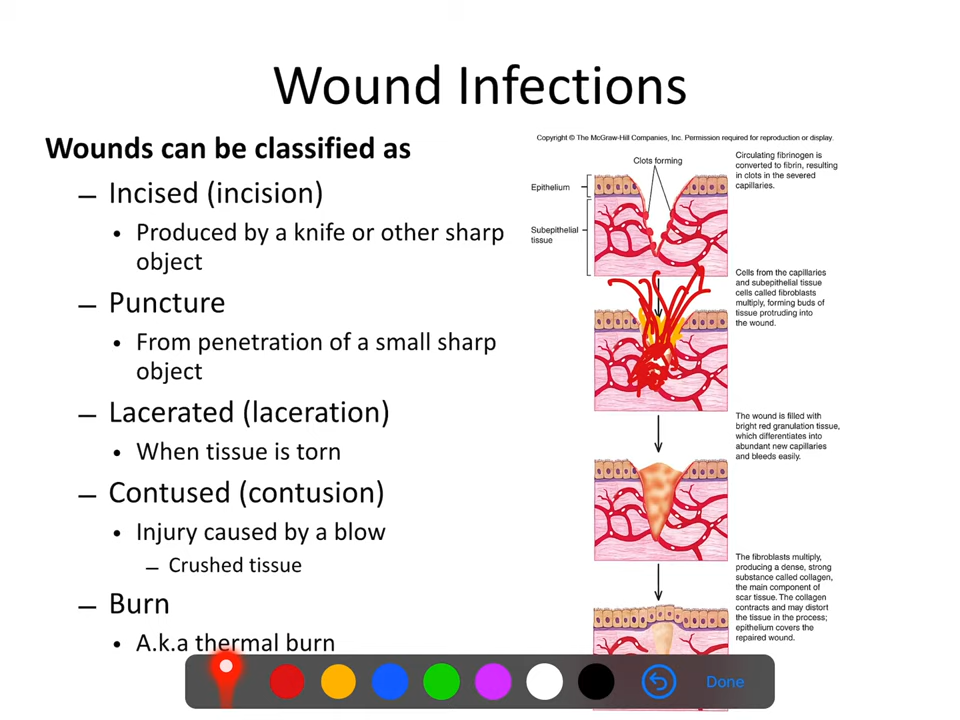 Wound Infections
Wounds can be classified as
– Incised (incision)
• Produced by a knife or other sharp
object
– Puncture
• From penetration of a small sharp
object
– Lacerated (laceration)
• When tissue is torn
– Contused (contusion)
• Injury caused by a blow
– Crushed tissue
– Burn
• A.k.a thermal burn
Copyright © The McGraw-Hill Companies, Inc. Permission required for reproduction or display.
Clots forming
Epithelium
Subepithelial
tissue
Circulating fibrinogen is
converted to fibrin, resulting
in clots in the severed
capillaries.
Cells from the capillaries
and subepithelial tissue
cells called fibroblasts
multiply, forming buds of
tissue protruding into
the wound.
The wound is filled with
bright red granulation tissue,
which differentiates into
abundant new capillaries
and bleeds easily.
The fibroblasts multiply,
producing a dense, strong
substance called collagen,
the main component of
scar tissue. The collagen
contracts and may distort
the tissue in the process;
epithelium covers the
repaired wound.
Done